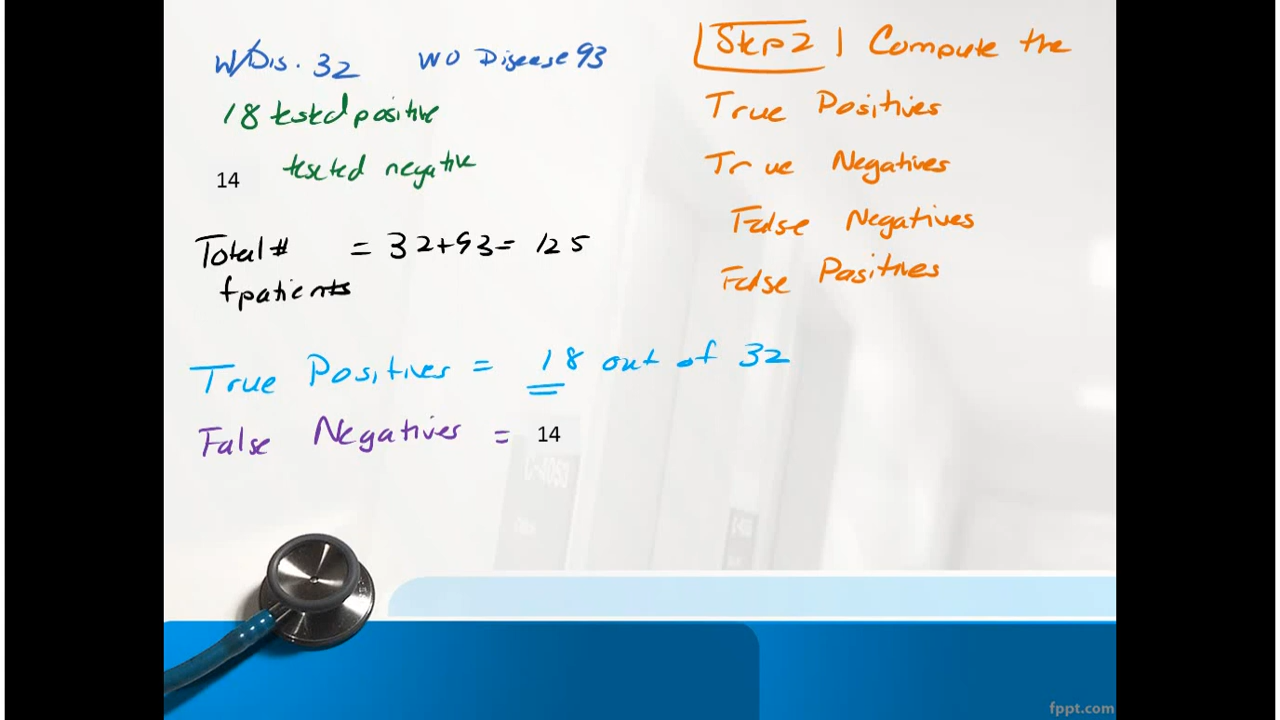 W/Dis. 32 WO Disease 93
18 tested positive
14 tested negative
Total # = 32+93= 125
f patients
True Positives = 18 out of 32
False Negatives = 14
Step 2 Compute the
True Positives
True Negatives
False Negatives
False Positives
fppt.com